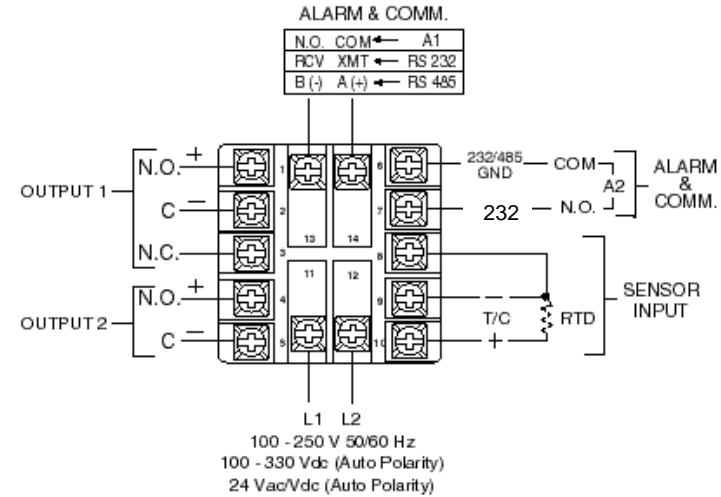 ALARM & COMM.
N.O. COM A1
RCV XMT RS 232
B (-) A (+) RS 485
OUTPUT 1
N.O. +
C −
N.C.
OUTPUT 2
N.O. +
C −
1
2
3
4
5
13 14
11 12
6
7
8
9
10
232/485 GND COM
232 N.O.
A2
ALARM
&
COMM.
−
T/C
+
RTD
SENSOR
INPUT
L1 L2
100 - 250 V 50/60 Hz
100 - 330 Vdc (Auto Polarity)
24 Vac/Vdc (Auto Polarity)